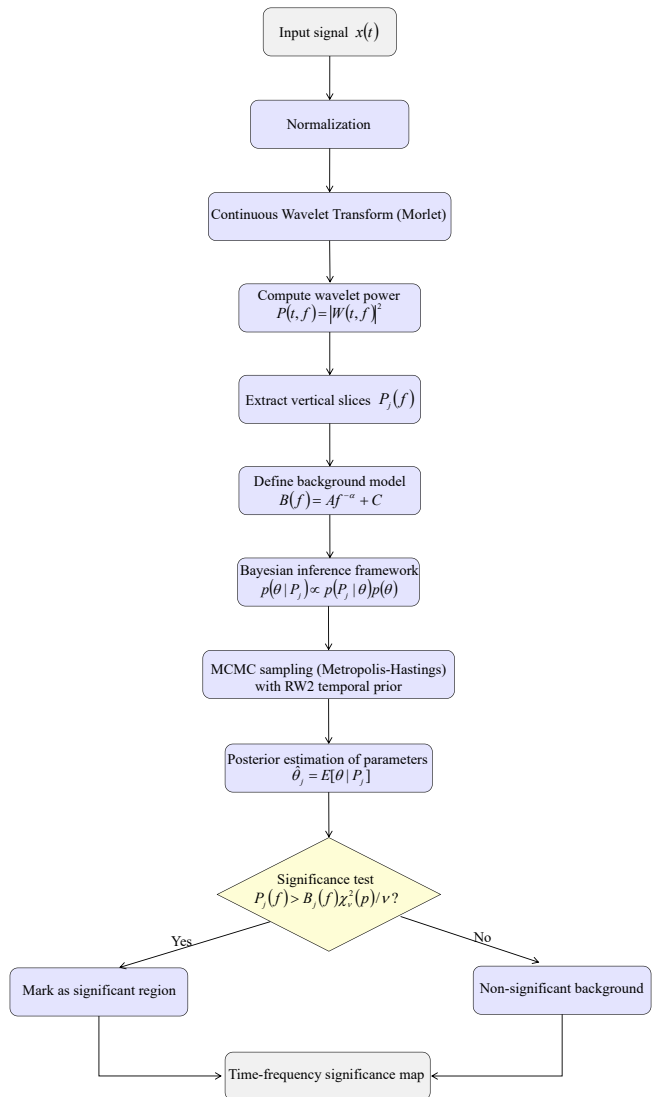 Input signal x(t)
Normalization
Continuous Wavelet Transform (Morlet)
Compute wavelet power
P(t, f) = |W(t, f)|²
Extract vertical slices P_j(f)
Define background model
B(f) = Af^{-α} + C
Bayesian inference framework
p(θ | P_j) ∝ p(P_j | θ)p(θ)
MCMC sampling (Metropolis-Hastings)
with RW2 temporal prior
Posterior estimation of parameters
θ̂_j = E[θ | P_j]
Significance test
P_j(f) > B_j(f)χ²_ν(p)/ν?
Yes
No
Mark as significant region
Non-significant background
Time-frequency significance map